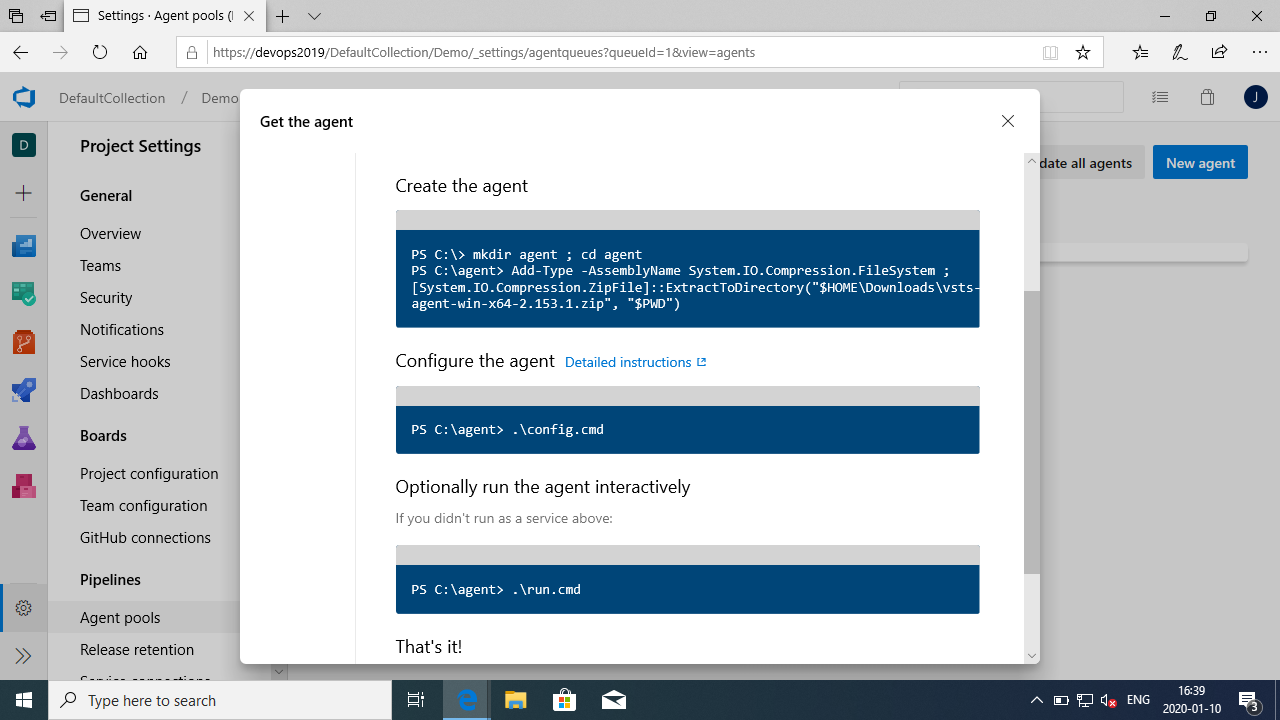 Settings - Agent pools (
https://devops2019/DefaultCollection/Demo/_settings/agentqueues?queueId=1&view=agents
DefaultCollection / Demo
J
Get the agent
date all agents
New agent
D
Project Settings
General
Overview
Teams
Security
Notifications
Service hooks
Dashboards
Boards
Project configuration
Team configuration
GitHub connections
Pipelines
Agent pools
Release retention
Service connections
Create the agent
PS C:\> mkdir agent ; cd agent
PS C:\agent> Add-Type -AssemblyName System.IO.Compression.FileSystem ;
[System.IO.Compression.ZipFile]::ExtractToDirectory("$HOME\Downloads\vsts-
agent-win-x64-2.153.1.zip", "$PWD")
Configure the agent Detailed instructions
PS C:\agent> .\config.cmd
Optionally run the agent interactively
If you didn't run as a service above:
PS C:\agent> .\run.cmd
That's it!
Type here to search
ENG
16:39
2020-01-10
3